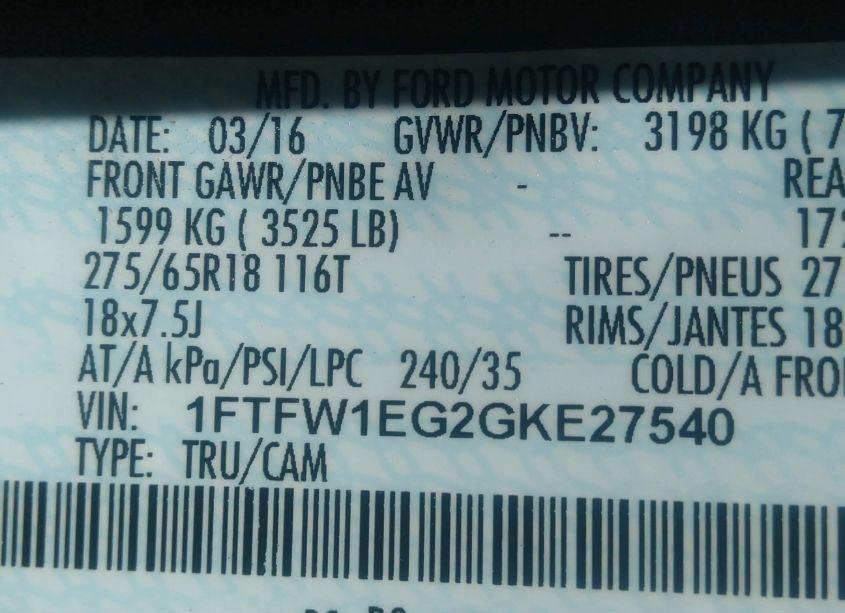 MFD. BY FORD MOTOR COMPANY
DATE: 03/16 GVWR/PNBV: 3198 KG ( 7
FRONT GAWR/PNBE AV - REA
1599 KG ( 3525 LB) -- 172
275/65R18 116T TIRES/PNEUS 27
18x7.5J RIMS/JANTES 18
AT/A kPa/PSI/LPC 240/35 COLD/A FRO
VIN: 1FTFW1EG2GKE27540
TYPE: TRU/CAM